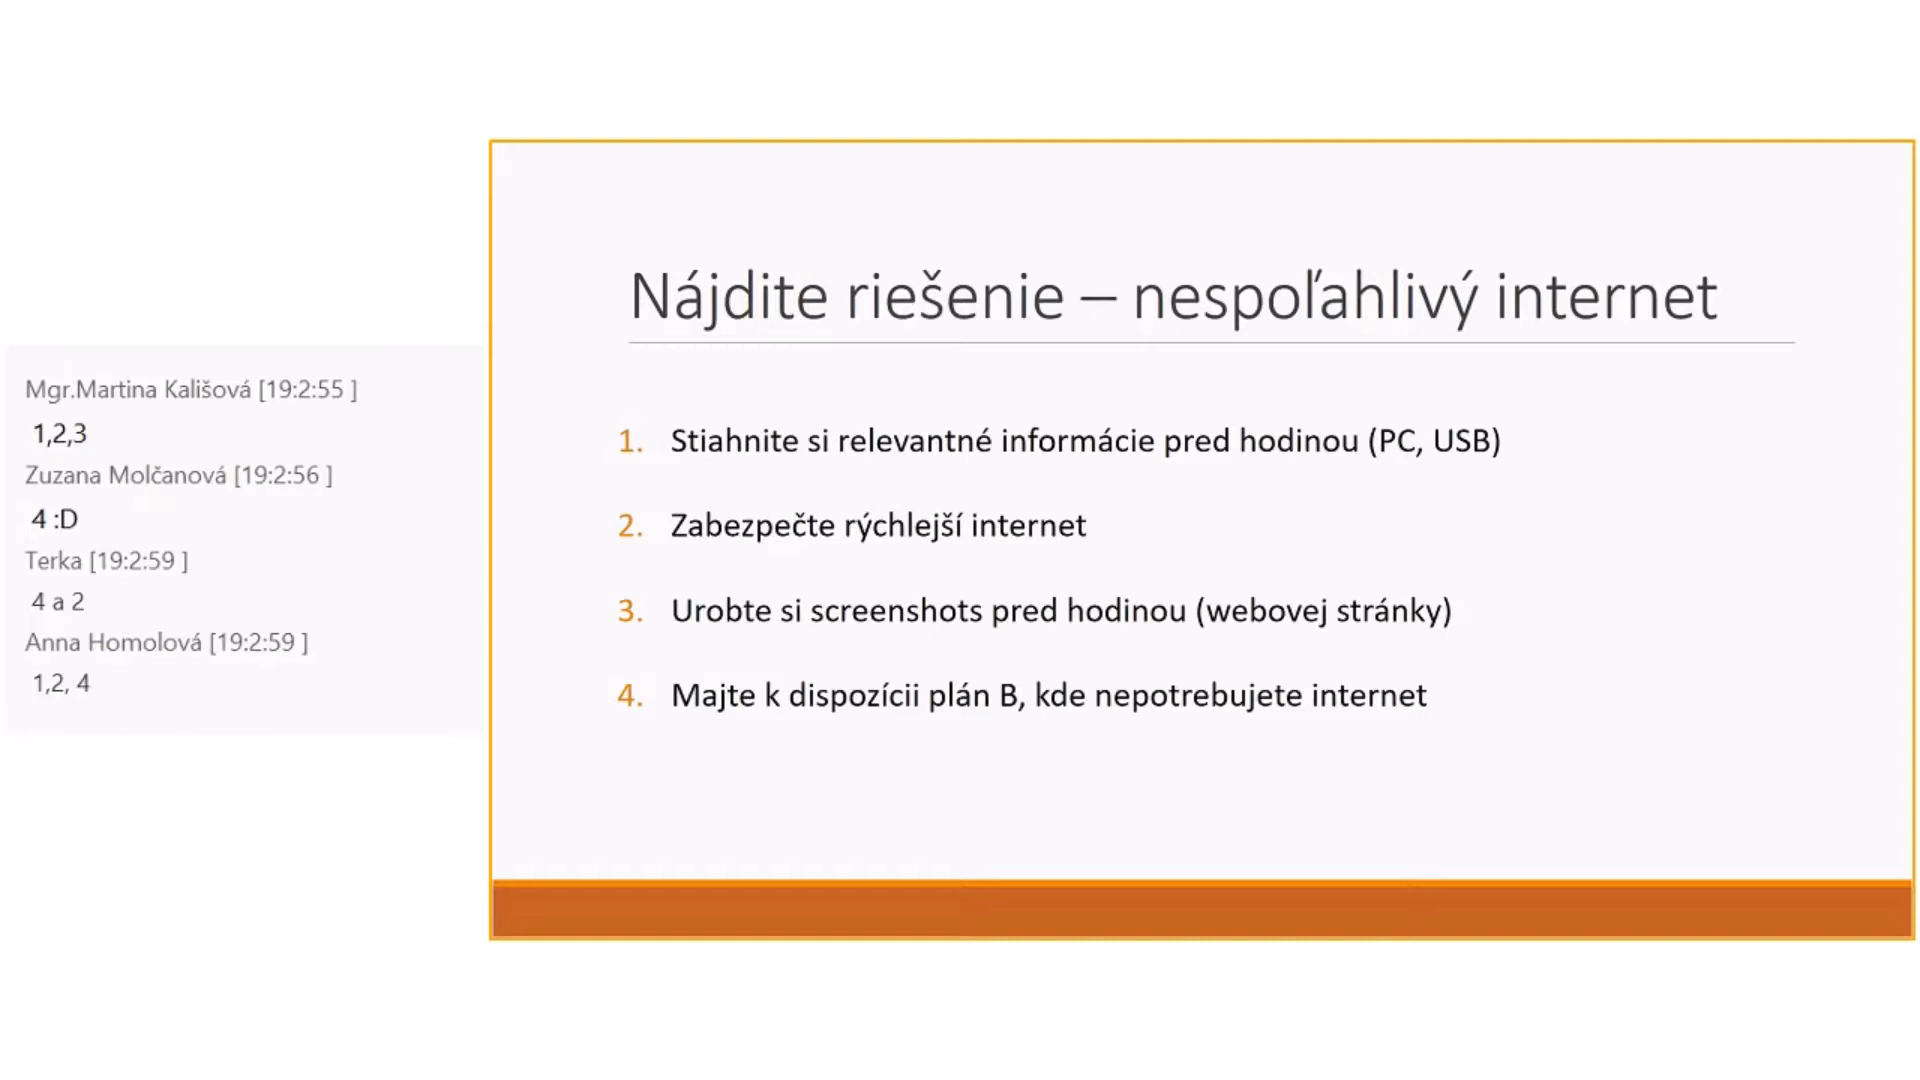 Mgr.Martina Kališová [19:2:55 ]
1,2,3
Zuzana Molčanová [19:2:56 ]
4 :D
Terka [19:2:59 ]
4 a 2
Anna Homolová [19:2:59 ]
1,2, 4
Nájdite riešenie – nespoľahlivý internet
1. Stiahnite si relevantné informácie pred hodinou (PC, USB)
2. Zabezpečte rýchlejší internet
3. Urobte si screenshots pred hodinou (webovej stránky)
4. Majte k dispozícii plán B, kde nepotrebujete internet